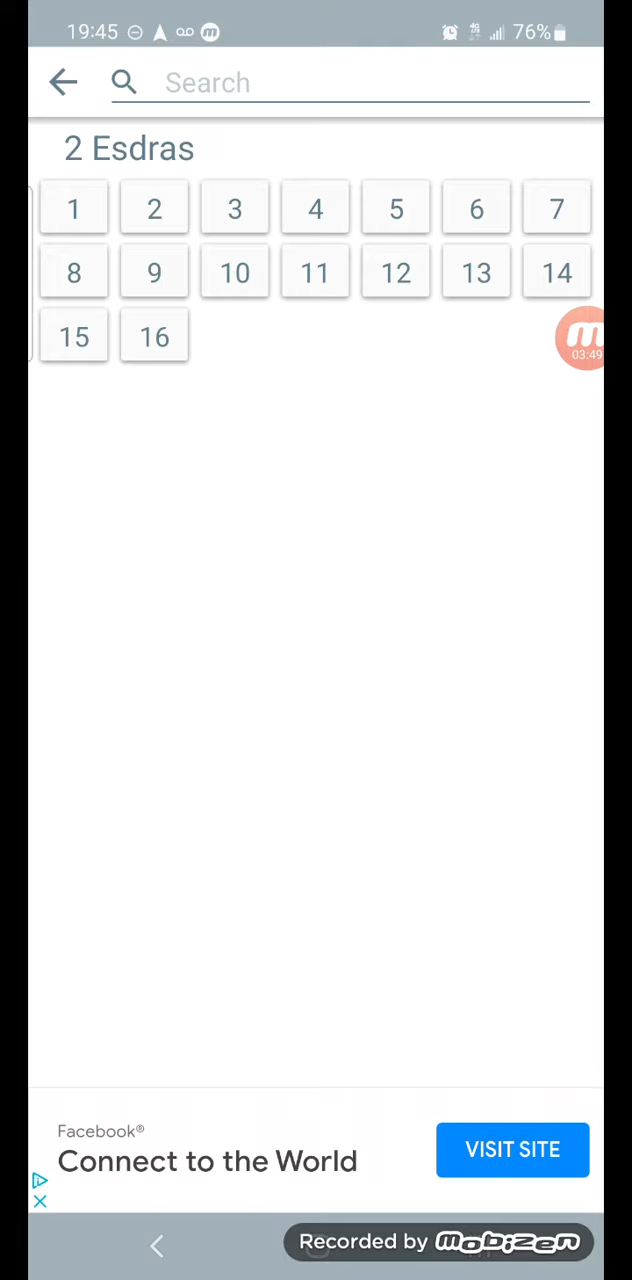 19:45 76%
Search
2 Esdras
1 2 3 4 5 6 7
8 9 10 11 12 13 14
15 16
m
03:49
Facebook®
Connect to the World
VISIT SITE
Recorded by mobizen